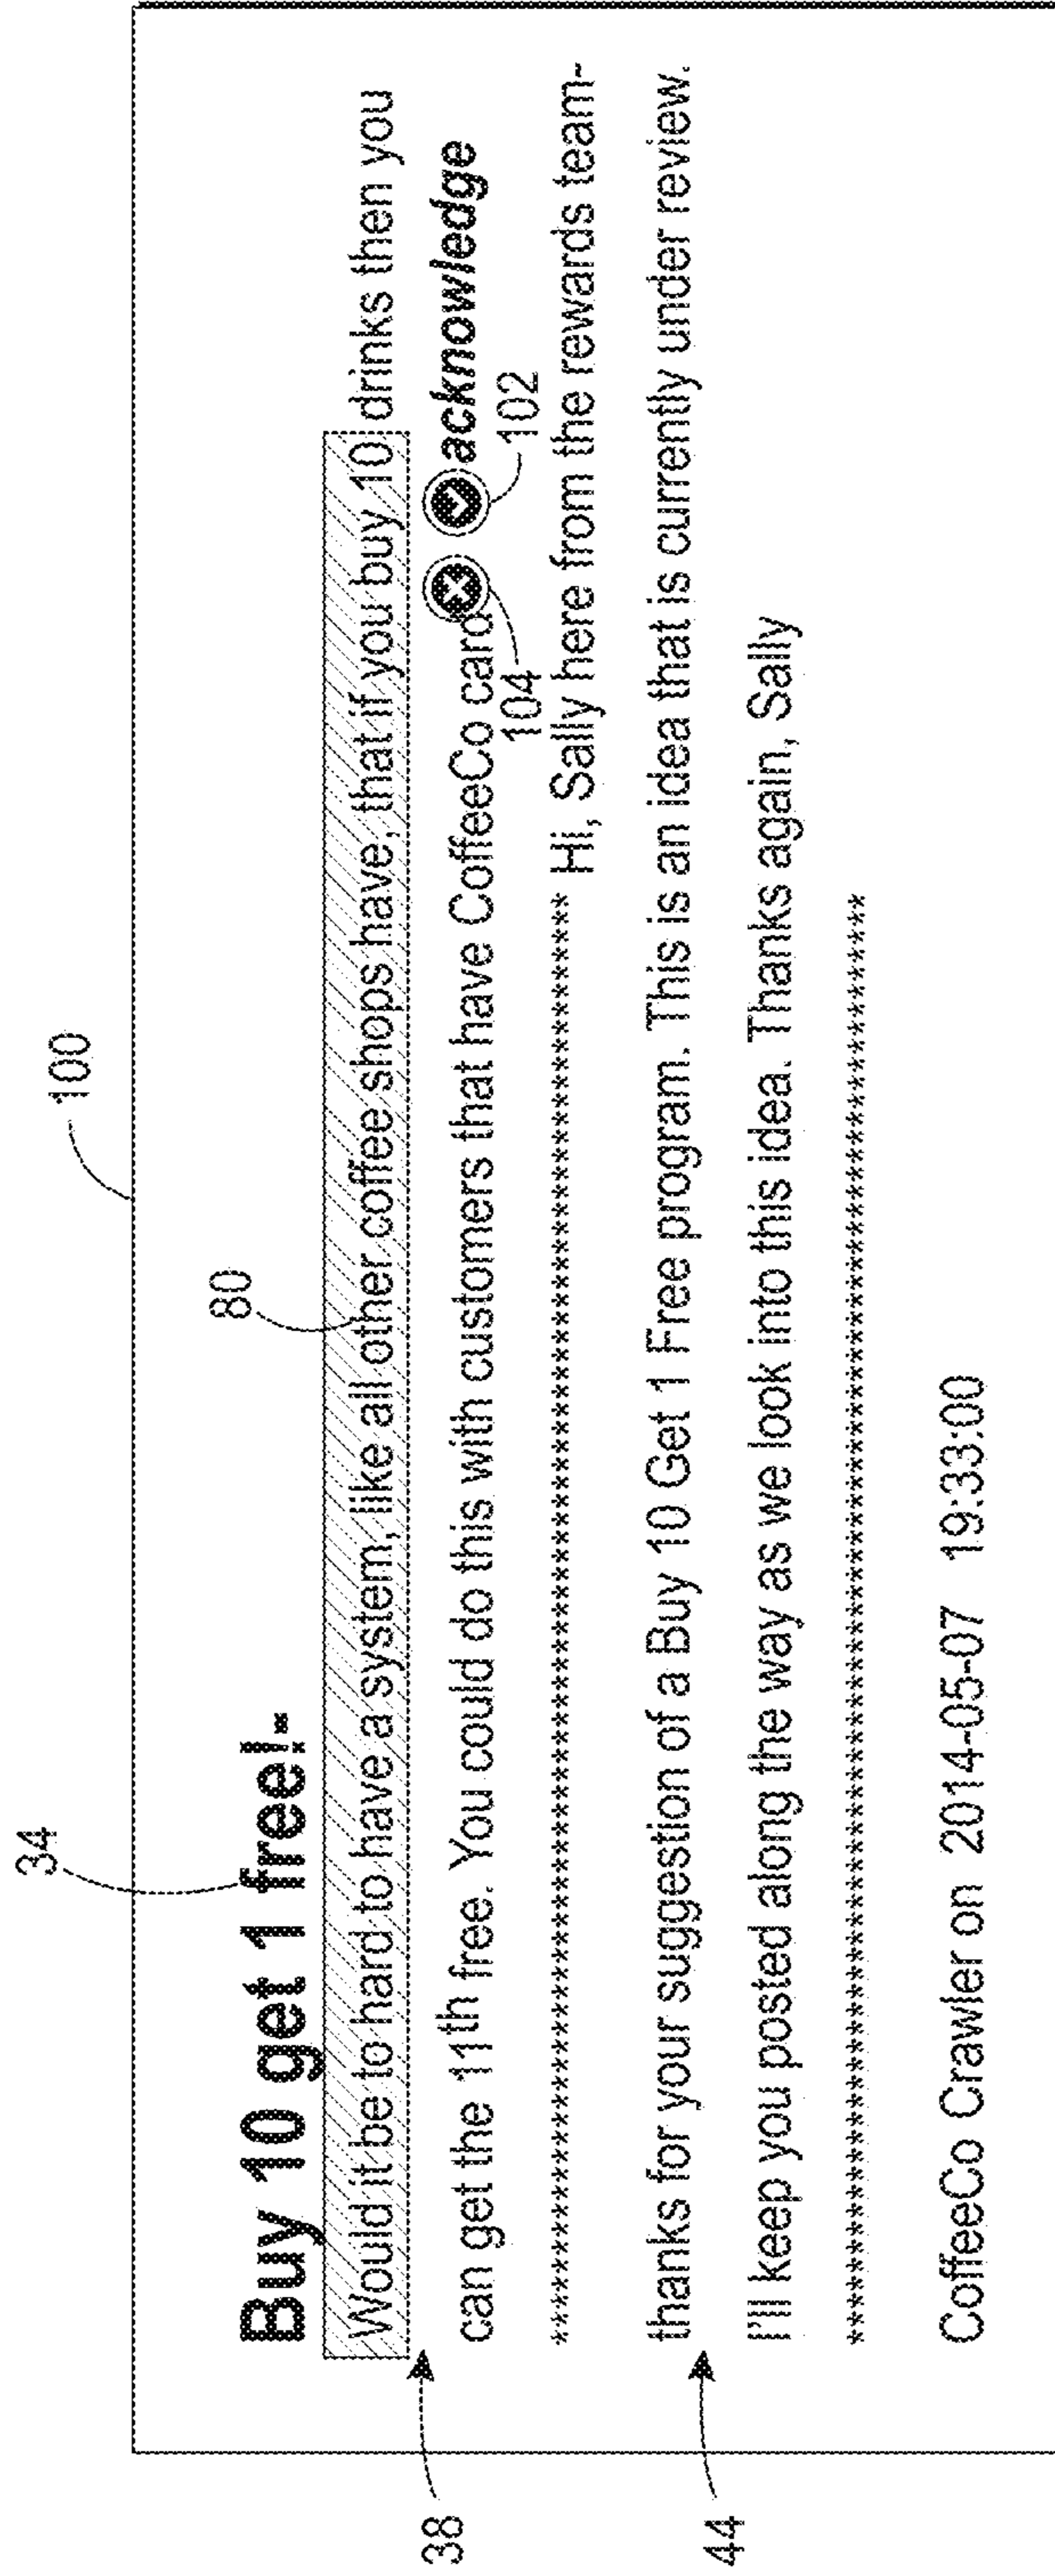 100
34
80
Buy 10 get 1 free!-
Would it be to hard to have a system, like all other coffee shops have, that if you buy 10 drinks then you
38
can get the 11th free. You could do this with customers that have CoffeeCo card acknowledge
104
102
**************************************************************** Hi, Sally here from the rewards team-
44
thanks for your suggestion of a Buy 10 Get 1 Free program. This is an idea that is currently under review.
I'll keep you posted along the way as we look into this idea. Thanks again, Sally
****************************************************************
CoffeeCo Crawler on 2014-05-07 19:33:00